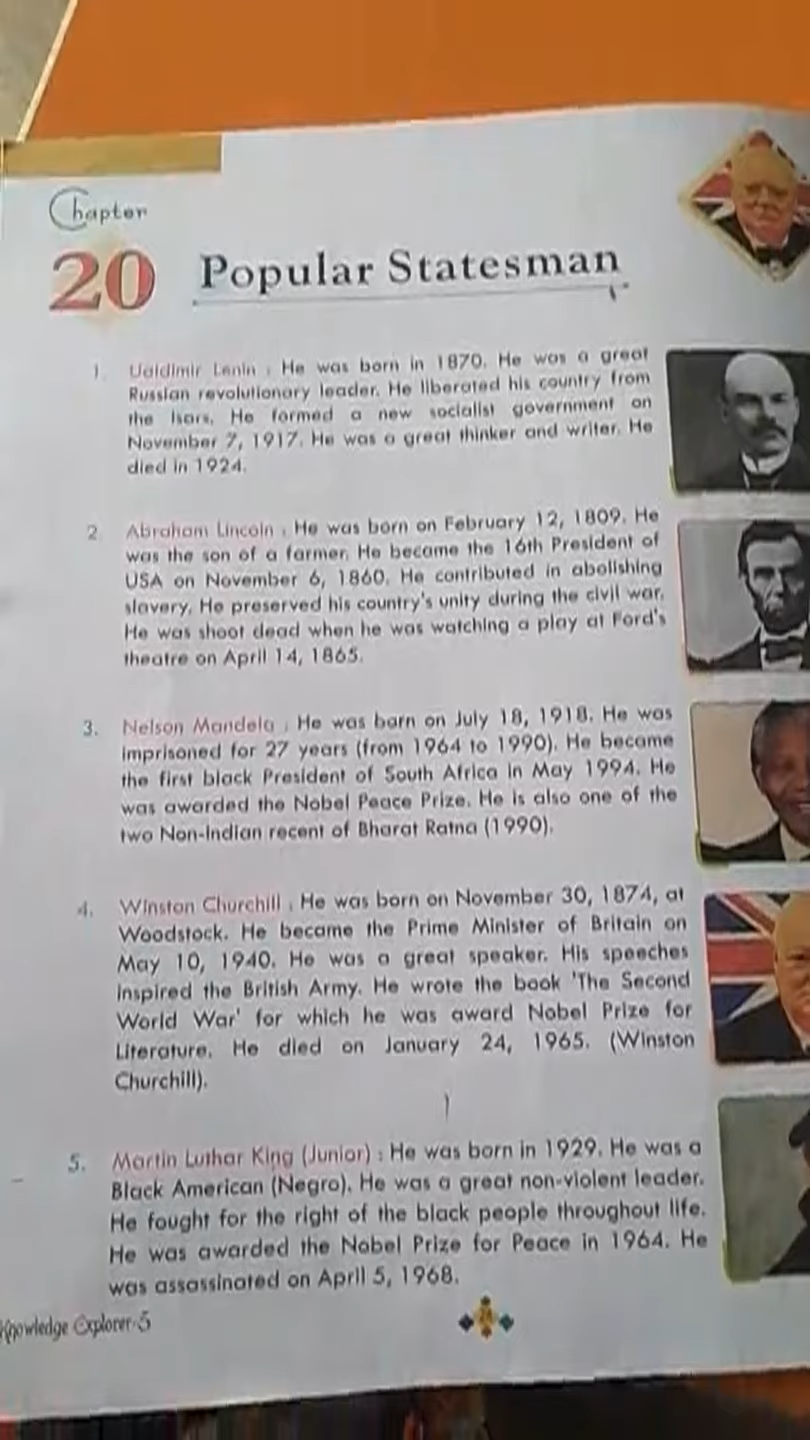 Chapter
20 Popular Statesman
1. Ualdimir Lenin : He was born in 1870. He was a great
Russian revolutionary leader. He liberated his country from
the Isars. He formed a new socialist government on
November 7, 1917. He was a great thinker and writer. He
died in 1924.
2. Abraham Lincoln : He was born on February 12, 1809. He
was the son of a farmer. He became the 16th President of
USA on November 6, 1860. He contributed in abolishing
slavery. He preserved his country's unity during the civil war.
He was shoot dead when he was watching a play at Ford's
theatre on April 14, 1865.
3. Nelson Mandela : He was born on July 18, 1918. He was
imprisoned for 27 years (from 1964 to 1990). He became
the first black President of South Africa in May 1994. He
was awarded the Nobel Peace Prize. He is also one of the
two Non-Indian recent of Bharat Ratna (1990).
4. Winston Churchill : He was born on November 30, 1874, at
Woodstock. He became the Prime Minister of Britain on
May 10, 1940. He was a great speaker. His speeches
inspired the British Army. He wrote the book 'The Second
World War' for which he was award Nobel Prize for
Literature. He died on January 24, 1965. (Winston
Churchill).
5. Martin Luthar King (Junior) : He was born in 1929. He was a
Black American (Negro). He was a great non-violent leader.
He fought for the right of the black people throughout life.
He was awarded the Nobel Prize for Peace in 1964. He
was assassinated on April 5, 1968.
Knowledge Explorer-5